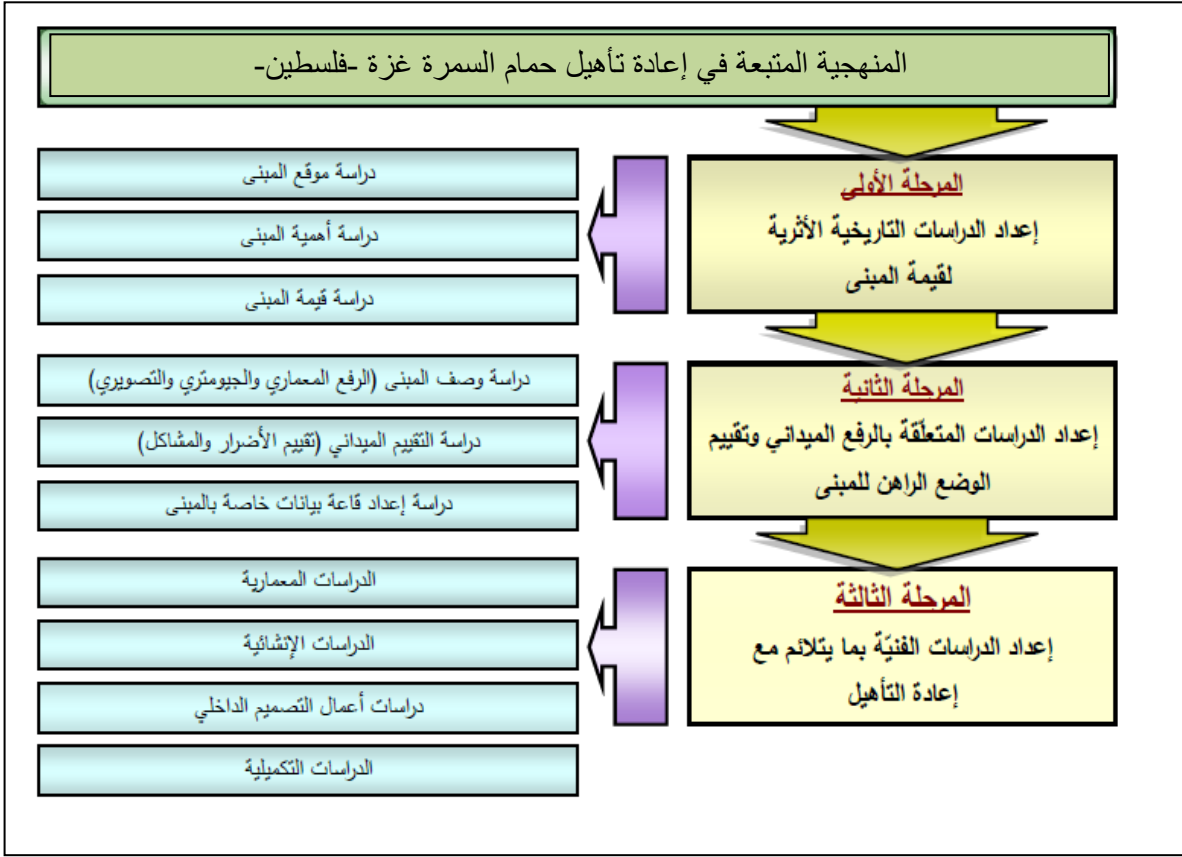 المنهجية المتبعة في إعادة تأهيل حمام السمرة غزة -فلسطين-
المرحلة الأولى
إعداد الدراسات التاريخية الأثرية
لقيمة المبنى
دراسة موقع المبنى
دراسة أهمية المبنى
دراسة قيمة المبنى
المرحلة الثانية
إعداد الدراسات المتعلّقة بالرفع الميداني وتقييم
الوضع الراهن للمبنى
دراسة وصف المبنى (الرفع المعماري والجيومتري والتصويري)
دراسة التقييم الميداني (تقييم الأضرار والمشاكل)
دراسة إعداد قاعة بيانات خاصة بالمبنى
المرحلة الثالثة
إعداد الدراسات الفنيّة بما يتلائم مع
إعادة التأهيل
الدراسات المعمارية
الدراسات الإنشائية
دراسات أعمال التصميم الداخلي
الدراسات التكميلية